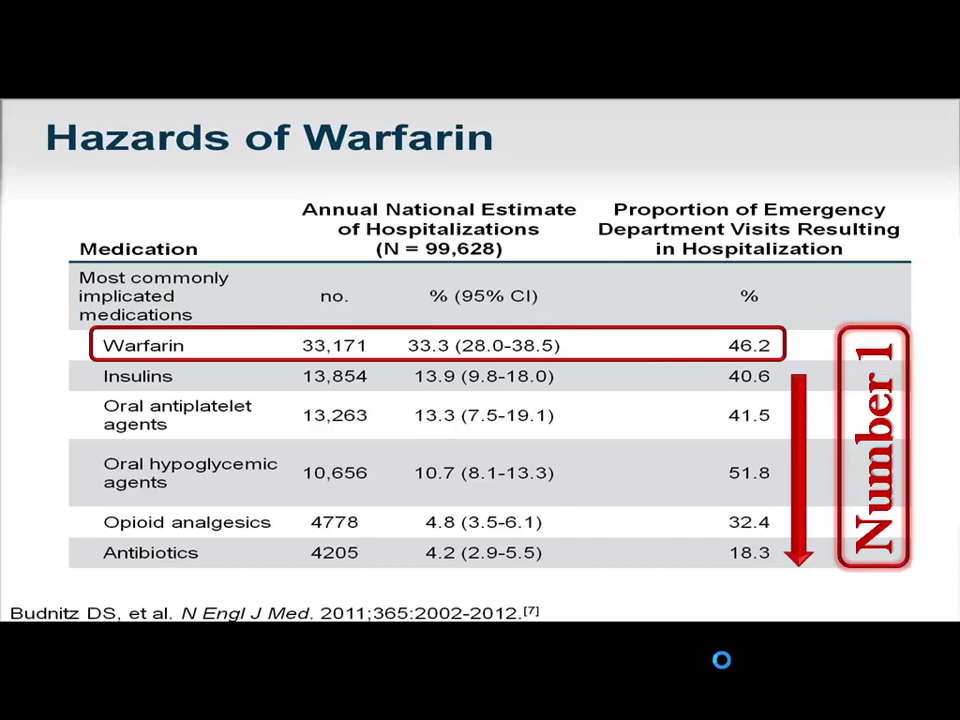 Hazards of Warfarin
Annual National Estimate
of Hospitalizations
(N = 99,628)
Proportion of Emergency
Department Visits Resulting
in Hospitalization
Medication
Most commonly
implicated
medications
no.
% (95% CI)
%
Warfarin 33,171 33.3 (28.0-38.5) 46.2
Insulins 13,854 13.9 (9.8-18.0) 40.6
Oral antiplatelet
agents
13,263 13.3 (7.5-19.1) 41.5
Oral hypoglycemic
agents
10,656 10.7 (8.1-13.3) 51.8
Opioid analgesics 4778 4.8 (3.5-6.1) 32.4
Antibiotics 4205 4.2 (2.9-5.5) 18.3
Number 1
Budnitz DS, et al. N Engl J Med. 2011;365:2002-2012.[7]